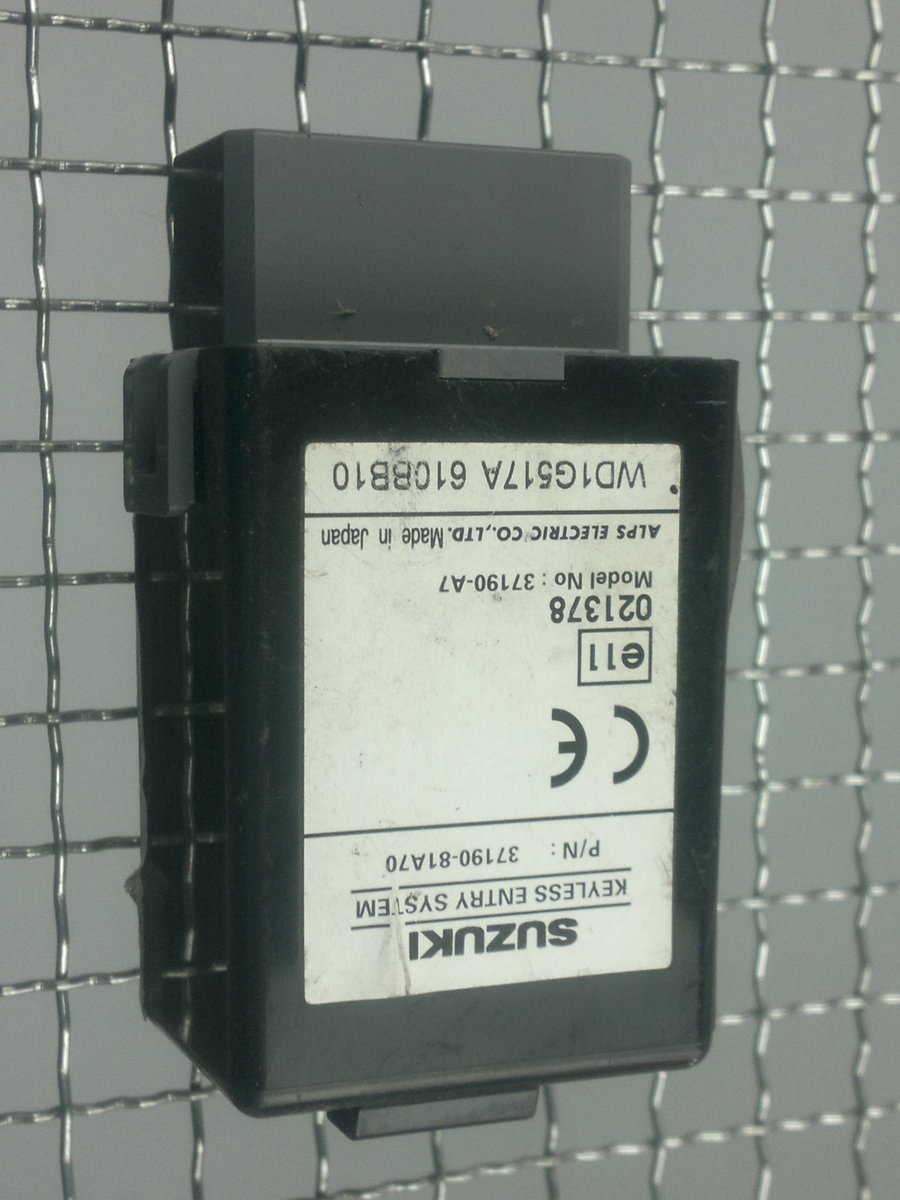 SUZUKI
KEYLESS ENTRY SYSTEM
P/N : 37190-81A70
CE
e11
021378
Model No : 37190-A7
ALPS ELECTRIC CO.,LTD. Made in Japan
WD1G517A 610BB10